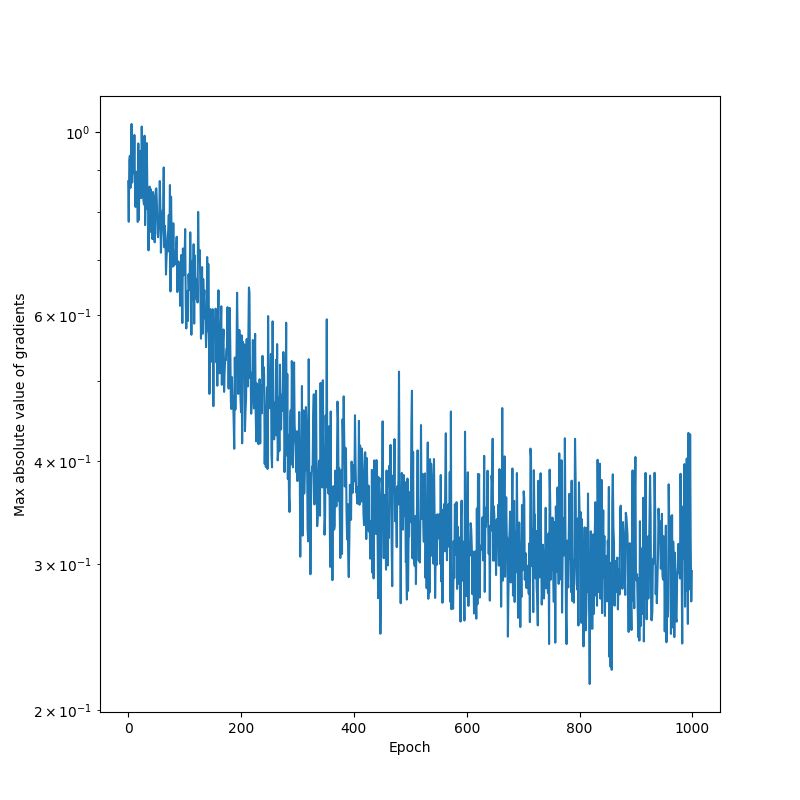 Max absolute value of gradients
10⁰
6 × 10⁻¹
4 × 10⁻¹
3 × 10⁻¹
2 × 10⁻¹
0 200 400 600 800 1000
Epoch